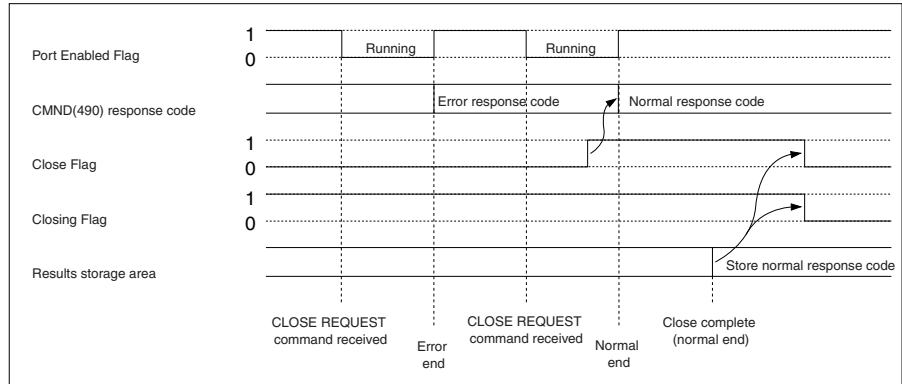 1
Port Enabled Flag
0
Running
Running
CMND(490) response code
Error response code
Normal response code
1
Close Flag
0
1
Closing Flag
0
Results storage area
Store normal response code
CLOSE REQUEST
command received
Error
end
CLOSE REQUEST
command received
Normal
end
Close complete
(normal end)